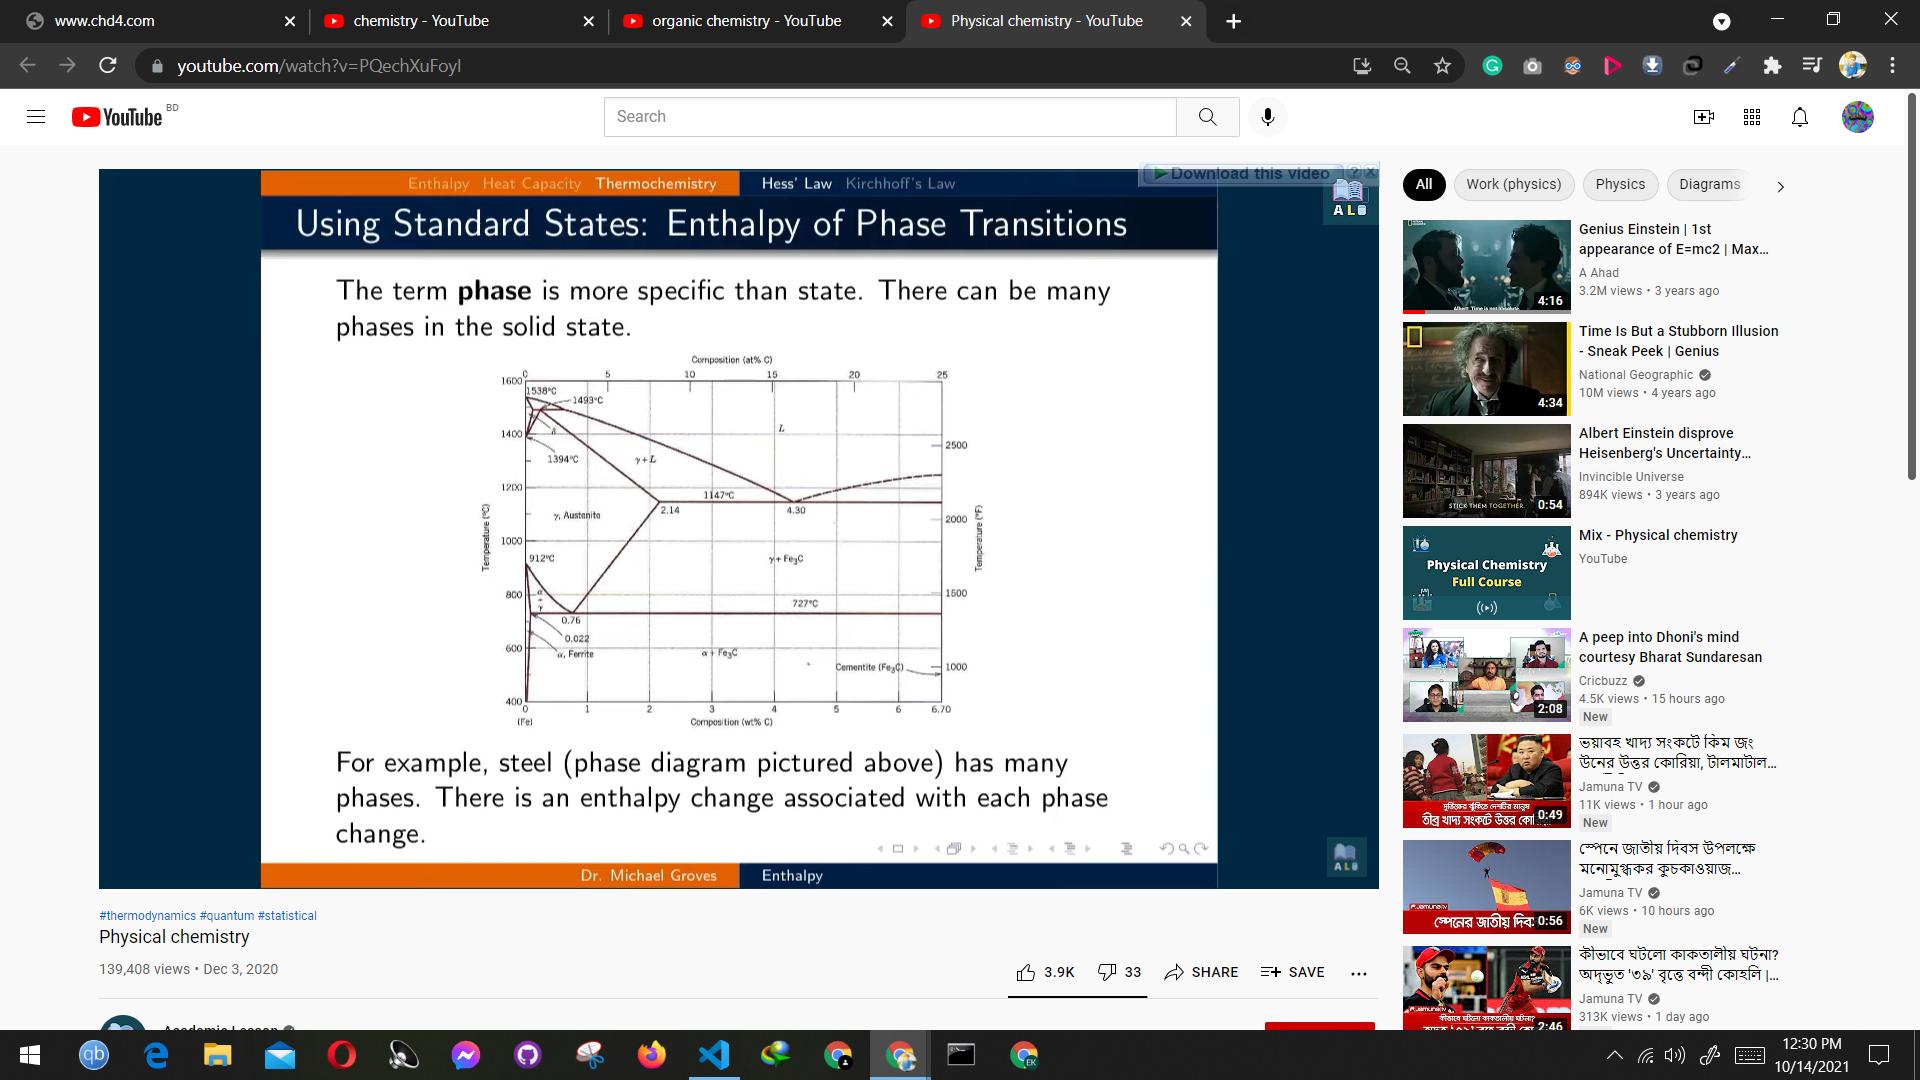 www.chd4.com
chemistry - YouTube
organic chemistry - YouTube
Physical chemistry - YouTube
youtube.com/watch?v=PQechXuFoyI
YouTube BD
Search
Download this video
Enthalpy Heat Capacity Thermochemistry Hess' Law Kirchhoff's Law
Using Standard States: Enthalpy of Phase Transitions
The term phase is more specific than state. There can be many
phases in the solid state.
Composition (at% C)
0 5 10 15 20 25
1600
1538°C
1493°C
L
δ
1400
2500
1394°C
γ + L
1200
1147°C
2.14
4.30
γ, Austenite
2000
Temperature (°C)
Temperature (°F)
1000
912°C
γ + Fe3C
800
α + γ
1500
727°C
0.76
0.022
600
α, Ferrite
α + Fe3C
Cementite (Fe3C)
1000
400
0 1 2 3 4 5 6 6.70
(Fe)
Composition (wt% C)
For example, steel (phase diagram pictured above) has many
phases. There is an enthalpy change associated with each phase
change.
Dr. Michael Groves
Enthalpy
#thermodynamics #quantum #statistical
Physical chemistry
139,408 views • Dec 3, 2020
3.9K 33 SHARE SAVE
All Work (physics) Physics Diagrams
4:16
Genius Einstein | 1st
appearance of E=mc2 | Max...
A Ahad
3.2M views • 3 years ago
4:34
Time Is But a Stubborn Illusion
- Sneak Peek | Genius
National Geographic
10M views • 4 years ago
STICK THEM TOGETHER.
0:54
Albert Einstein disprove
Heisenberg's Uncertainty...
Invincible Universe
894K views • 3 years ago
Physical Chemistry
Full Course
Mix - Physical chemistry
YouTube
2:08
A peep into Dhoni's mind
courtesy Bharat Sundaresan
Cricbuzz
4.5K views • 15 hours ago
New
তীব্র খাদ্য সংকটে উত্তর
0:49
ভয়াবহ খাদ্য সংকটে কিম জং
উনের উত্তর কোরিয়া, টালমাটাল...
Jamuna TV
11K views • 1 hour ago
New
স্পেনের জাতীয়
0:56
স্পেনে জাতীয় দিবস উপলক্ষে
মনোমুগ্ধকর কুচকাওয়াজ...
Jamuna TV
6K views • 10 hours ago
New
2:46
কীভাবে ঘটলো কাকতালীয় ঘটনা?
অদ্ভুত '৩৯' বৃত্তে বন্দী কোহলি |...
Jamuna TV
313K views • 1 day ago
12:30 PM
10/14/2021